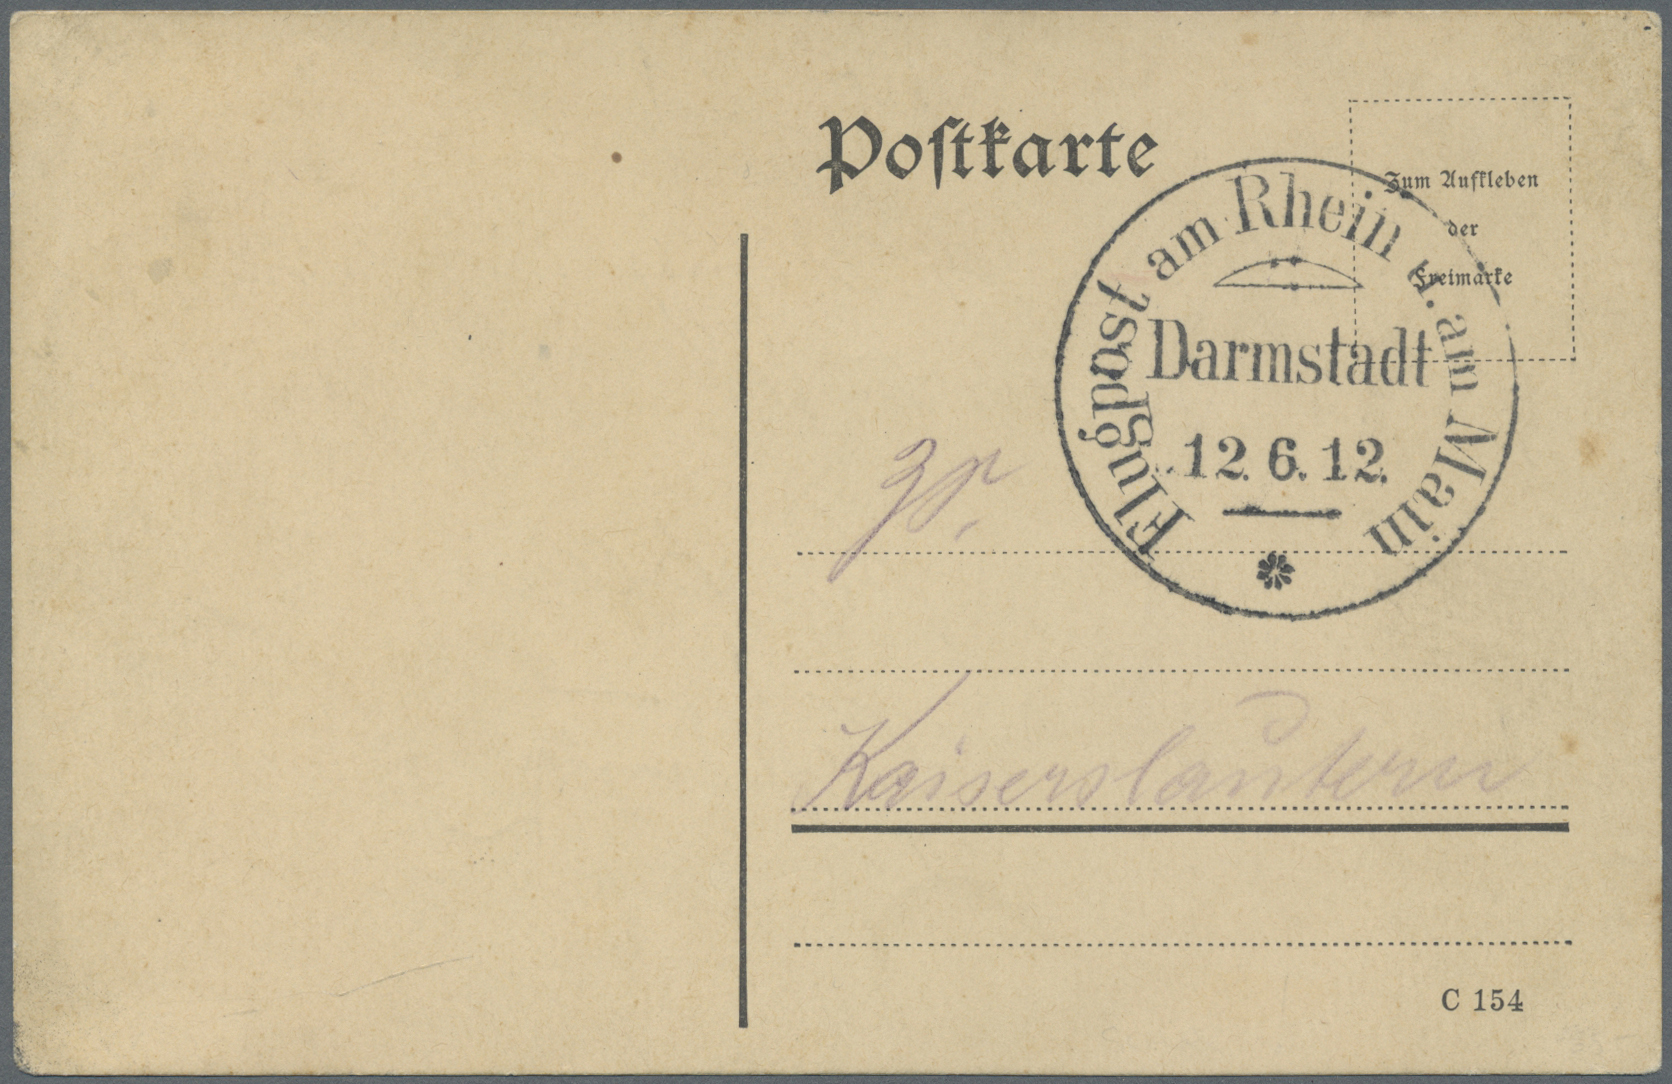 Postkarte
Zum Aufkleben
der
Freimarke
Flugpost am Rhein u. am Main
Darmstadt
12.6.12.
Kaiserslautern
C 154